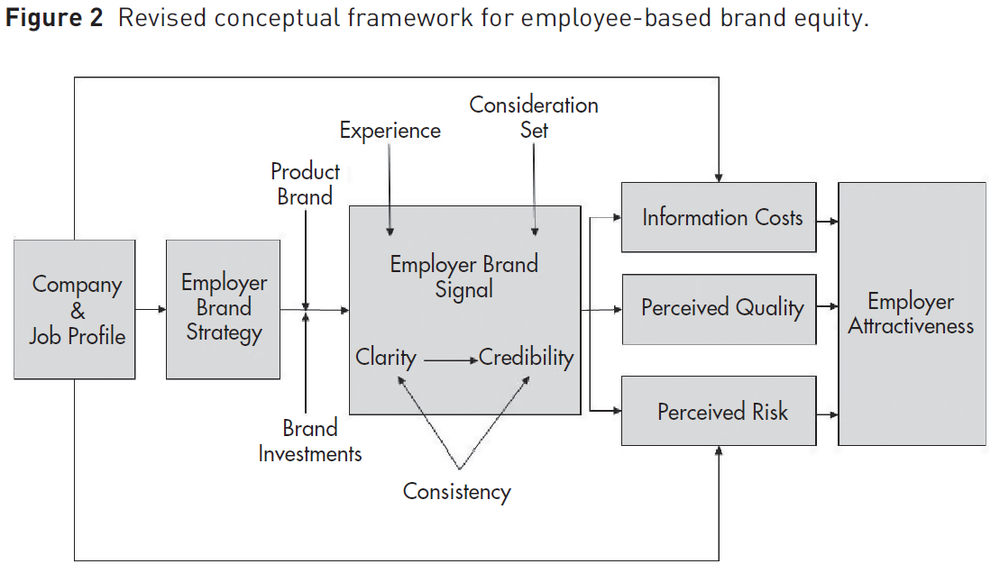 Figure 2 Revised conceptual framework for employee-based brand equity.
Consideration
Set
Experience
Product
Brand
Company
&
Job Profile
Employer
Brand
Strategy
Brand
Investments
Employer Brand
Signal
Clarity
Credibility
Consistency
Information Costs
Perceived Quality
Perceived Risk
Employer
Attractiveness